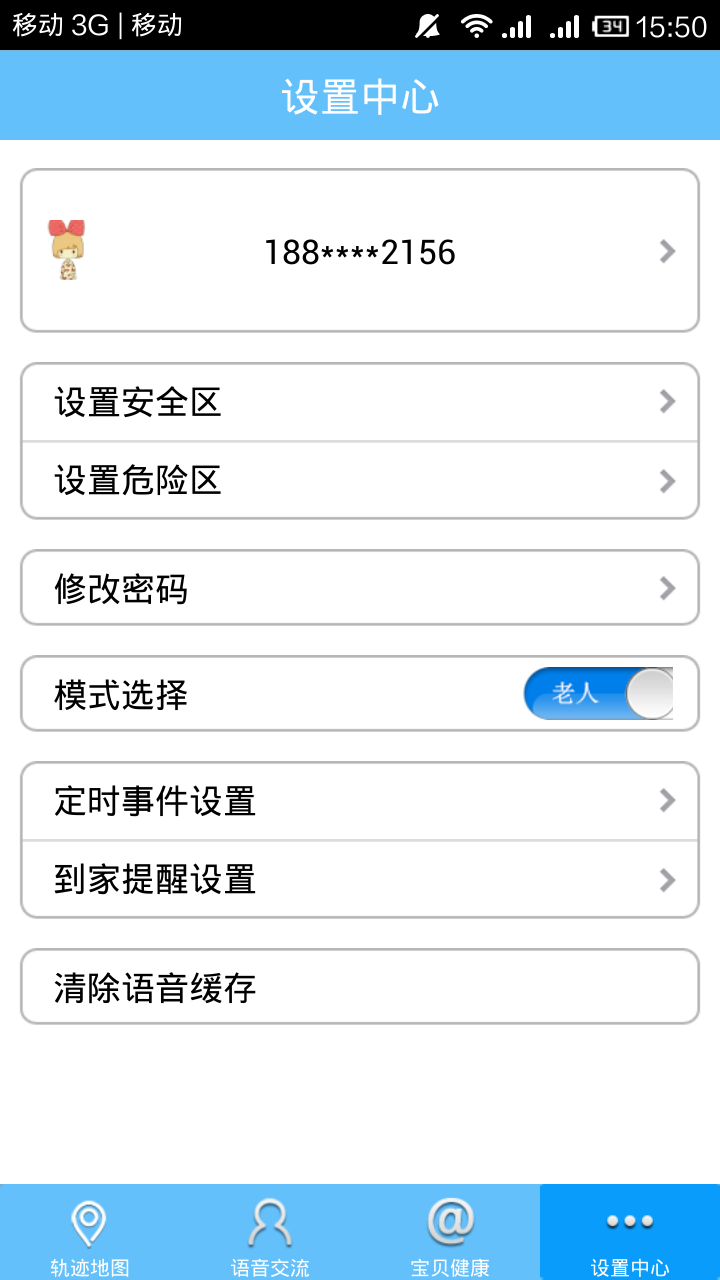 移动 3G | 移动 34 15:50
设置中心
188****2156
设置安全区
设置危险区
修改密码
模式选择 老人
定时事件设置
到家提醒设置
清除语音缓存
轨迹地图 语音交流 宝贝健康 设置中心